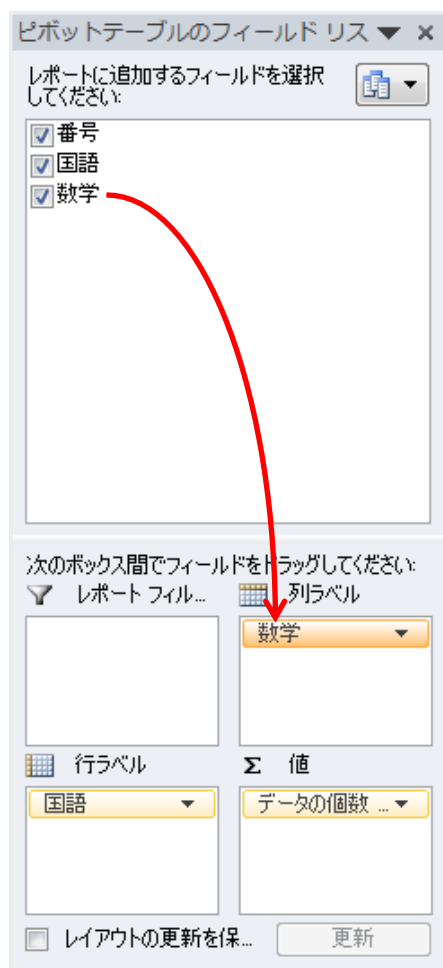 ピボットテーブルのフィールド リス
レポートに追加するフィールドを選択
してください:
番号
国語
数学
次のボックス間でフィールドをドラッグしてください:
レポート フィル... 列ラベル
数学
行ラベル Σ 値
国語 データの個数 ...
レイアウトの更新を保... 更新